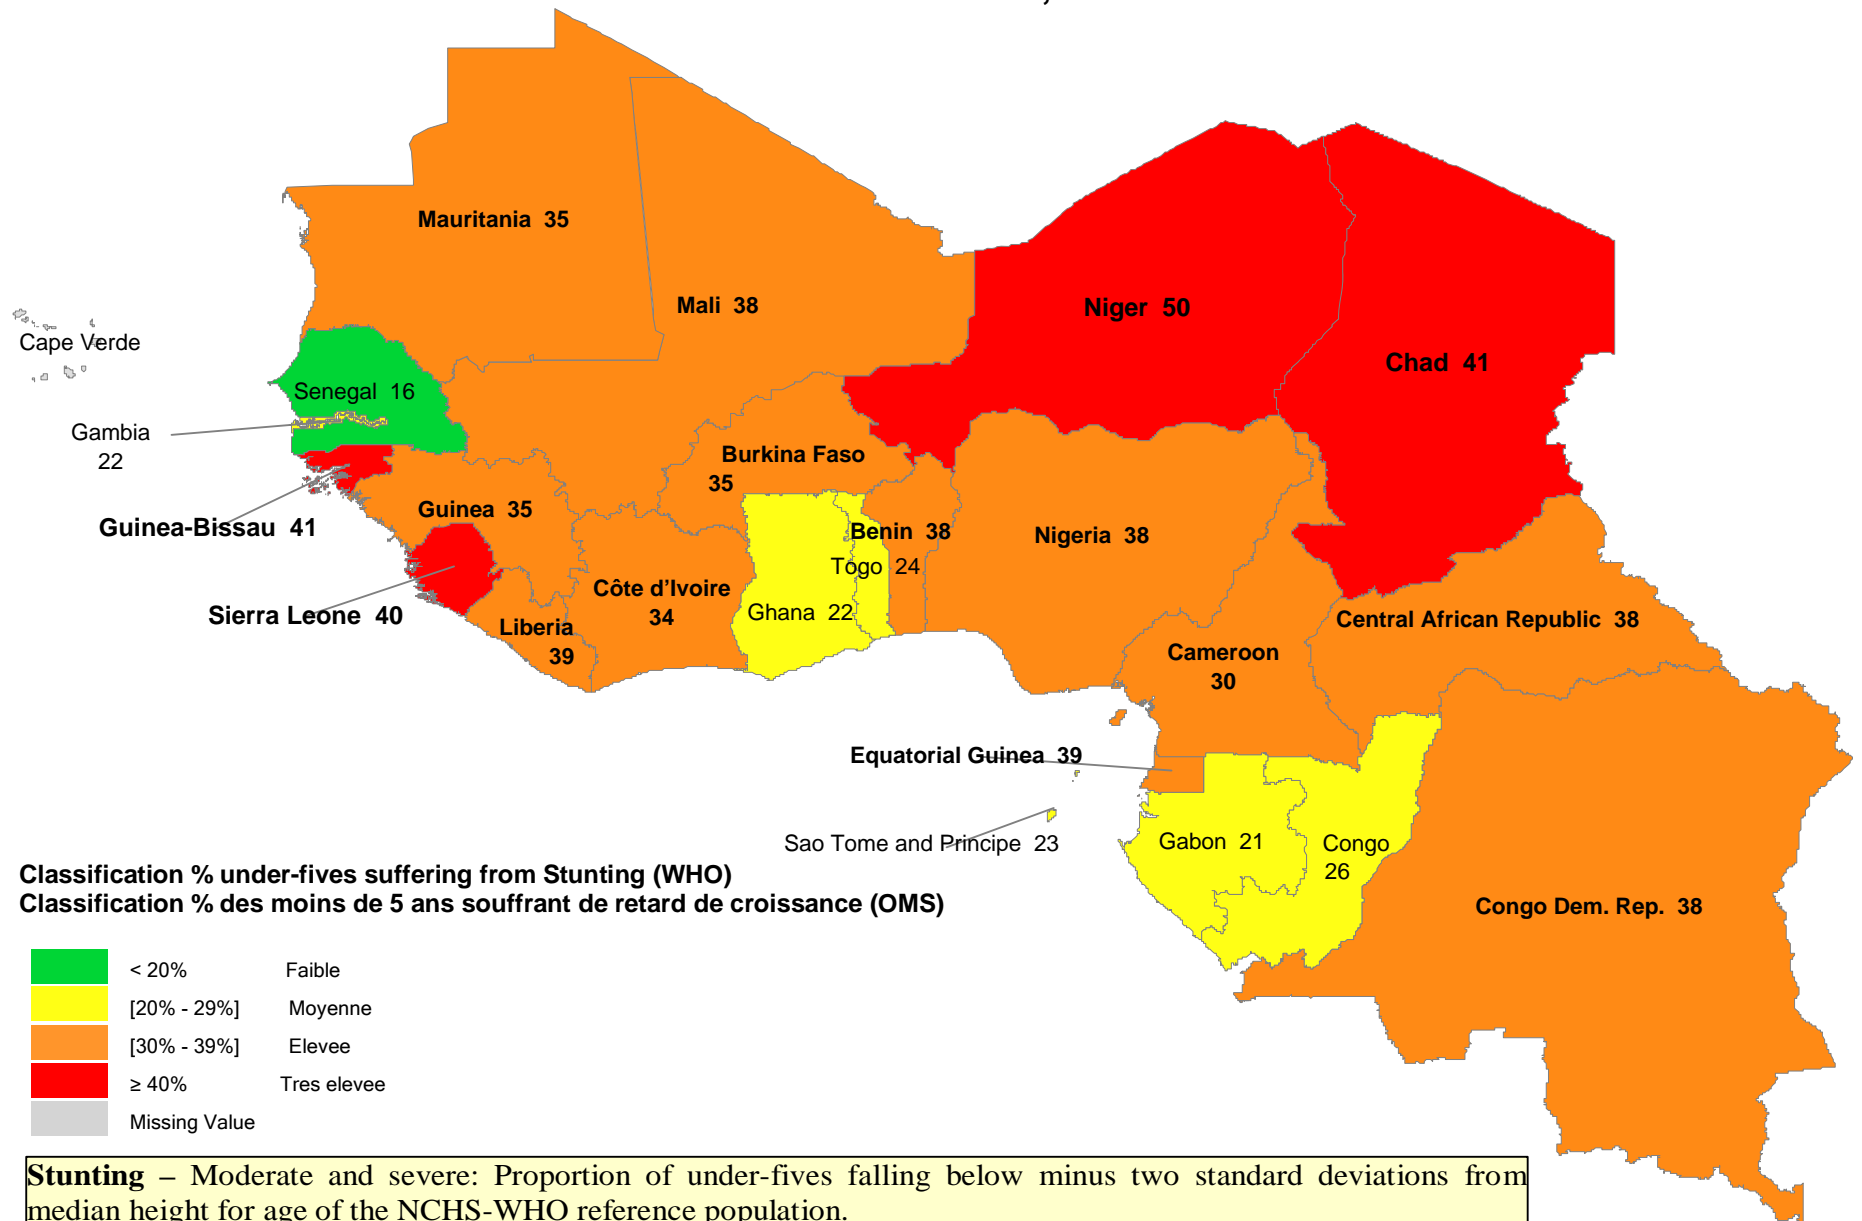 Mauritania 35
Mali 38
Niger 50
Chad 41
Cape Verde
Senegal 16
Gambia
22
Burkina Faso
35
Guinea 35
Guinea-Bissau 41
Benin 38
Nigeria 38
Togo 24
Côte d’Ivoire
34
Ghana 22
Sierra Leone 40
Liberia
39
Central African Republic 38
Cameroon
30
Equatorial Guinea 39
Sao Tome and Principe 23
Gabon 21
Congo
26
Congo Dem. Rep. 38
Classification % under-fives suffering from Stunting (WHO)
Classification % des moins de 5 ans souffrant de retard de croissance (OMS)
< 20% Faible
[20% - 29%] Moyenne
[30% - 39%] Elevee
≥ 40% Tres elevee
Missing Value
Stunting – Moderate and severe: Proportion of under-fives falling below minus two standard deviations from
median height for age of the NCHS-WHO reference population.